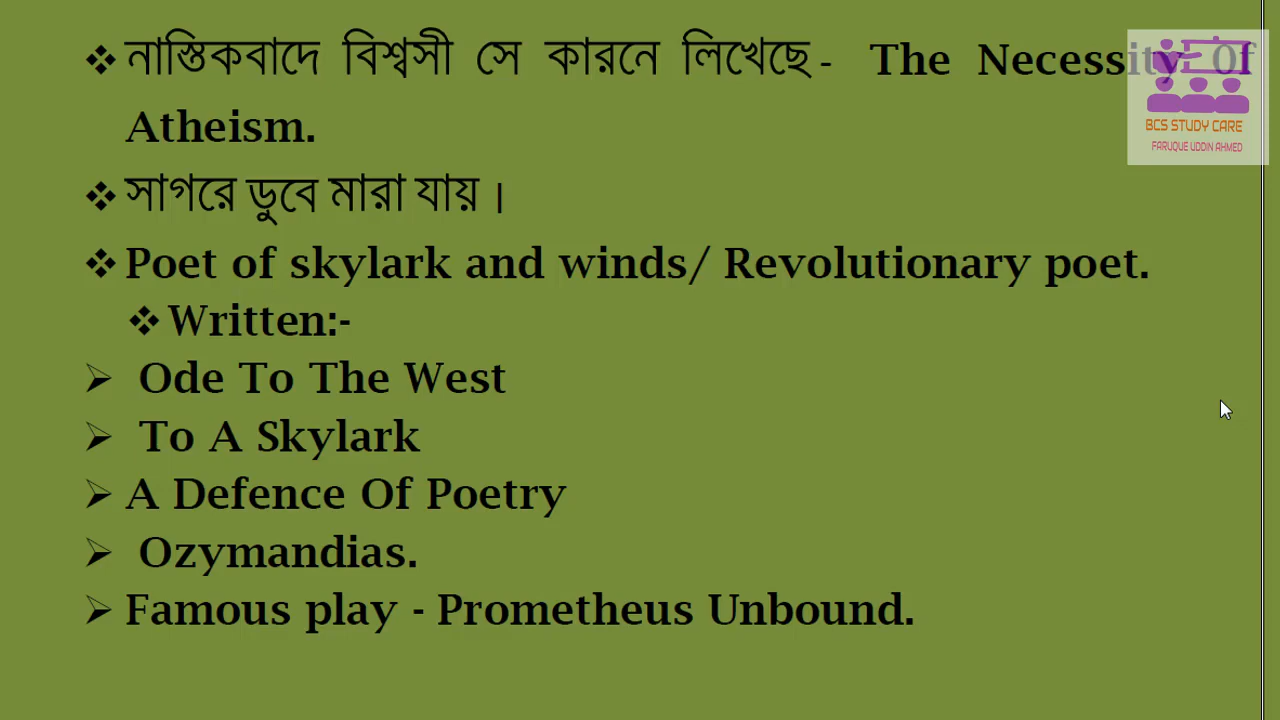 ❖ নাস্তিকবাদে বিশ্বসী সে কারনে লিখেছে - The Necessity Of
Atheism.
❖ সাগরে ডুবে মারা যায়।
❖ Poet of skylark and winds/ Revolutionary poet.
❖ Written:-
➢ Ode To The West
➢ To A Skylark
➢ A Defence Of Poetry
➢ Ozymandias.
➢ Famous play - Prometheus Unbound.
BCS STUDY CARE
FARUQUE UDDIN AHMED